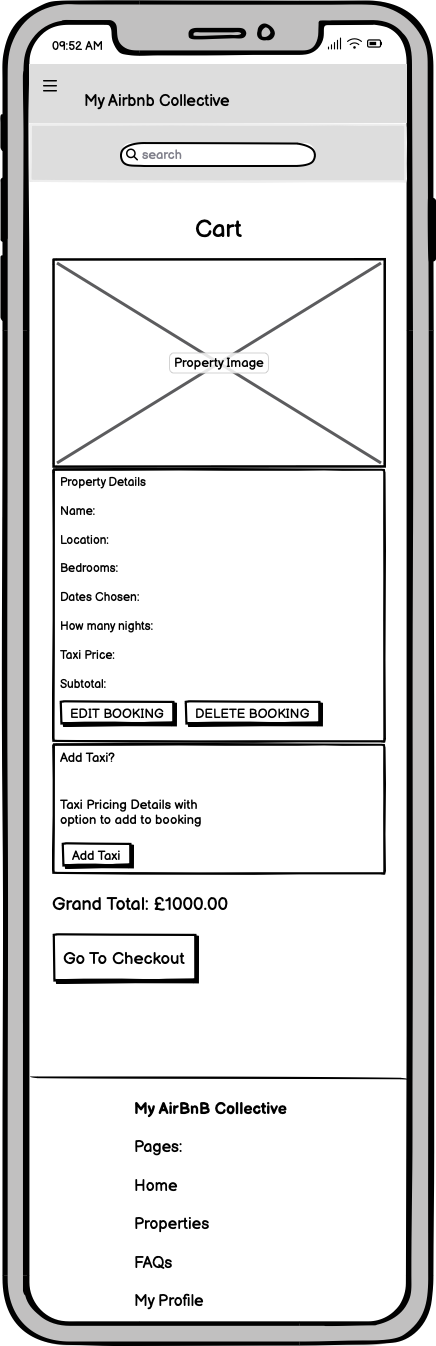 09:52 AM
My Airbnb Collective
search
Cart
Property Image
Property Details
Name:
Location:
Bedrooms:
Dates Chosen:
How many nights:
Taxi Price:
Subtotal:
EDIT BOOKING DELETE BOOKING
Add Taxi?
Taxi Pricing Details with
option to add to booking
Add Taxi
Grand Total: £1000.00
Go To Checkout
My AirBnB Collective
Pages:
Home
Properties
FAQs
My Profile